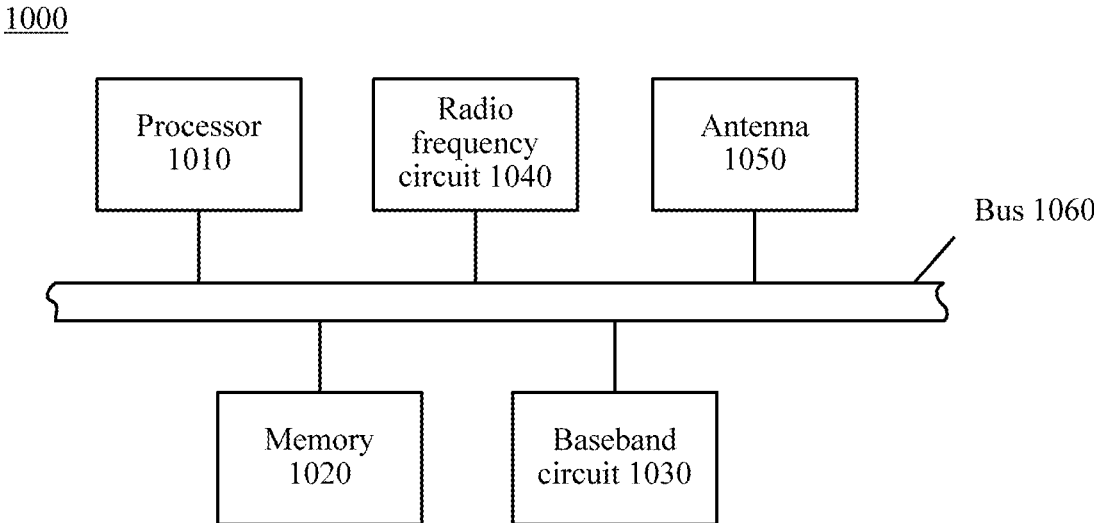 1000
Processor
1010
Radio
frequency
circuit 1040
Antenna
1050
Bus 1060
Memory
1020
Baseband
circuit 1030